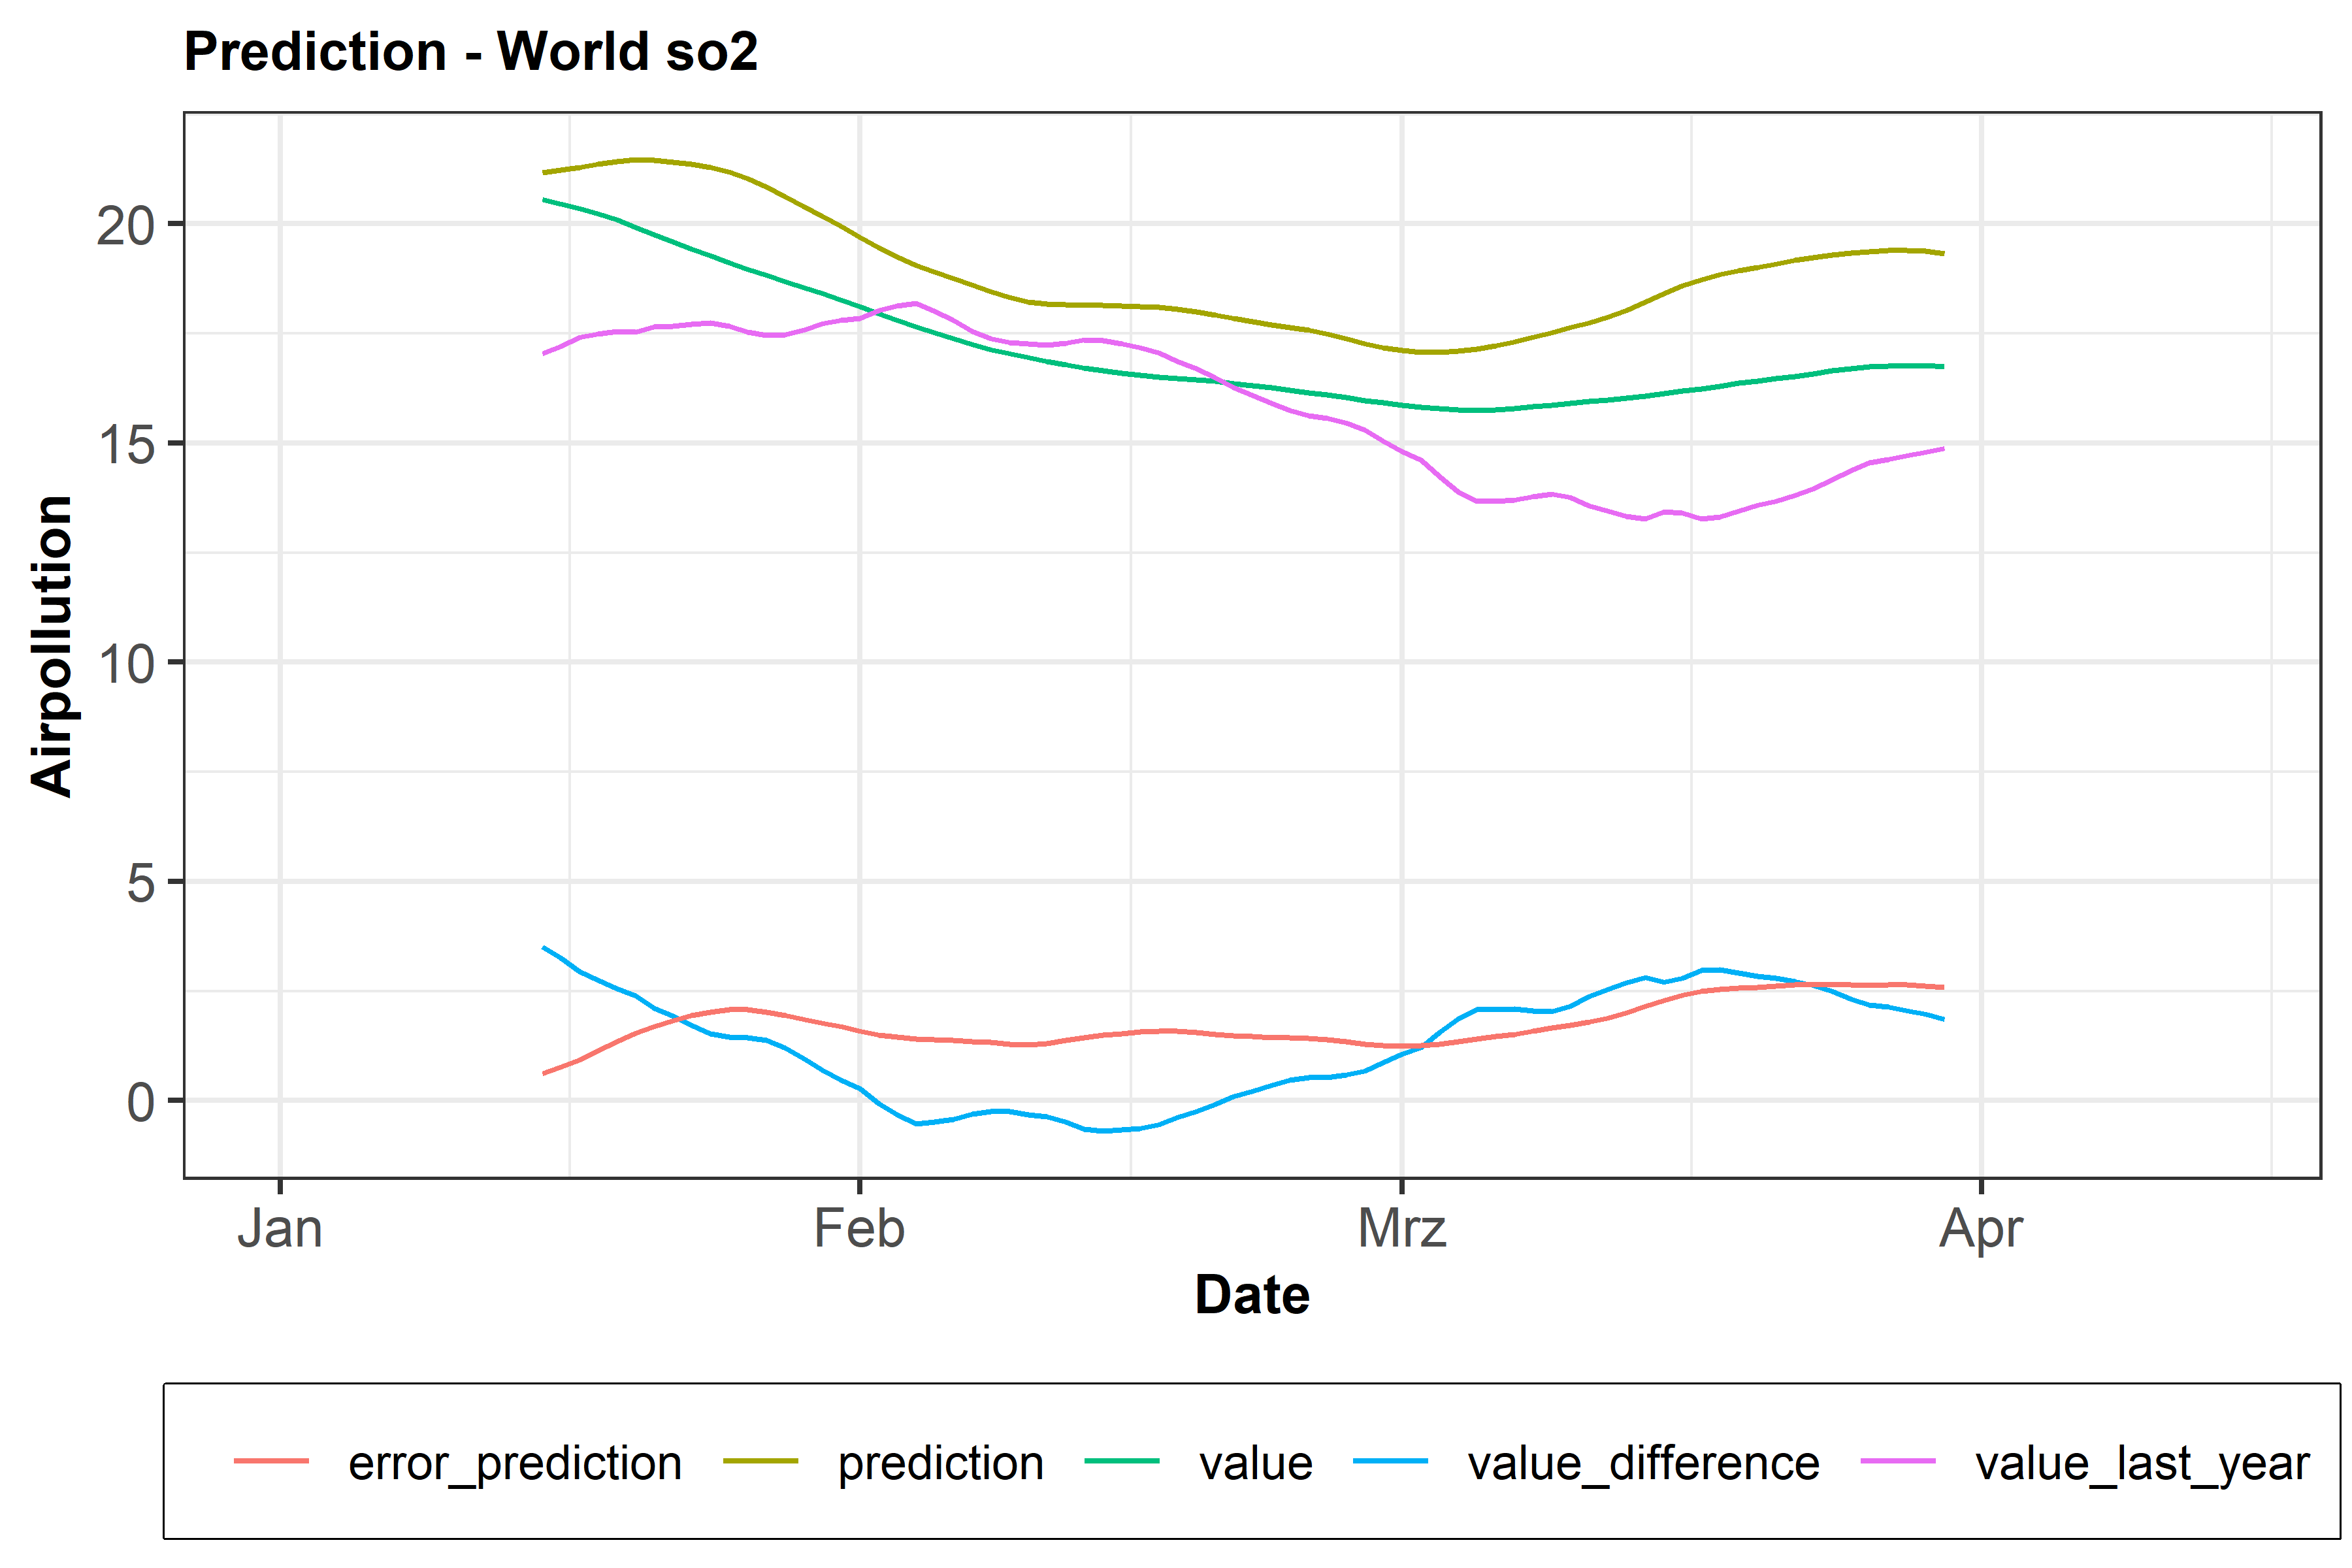 Prediction - World so2
20
15
10
5
0
Airpollution
Jan Feb Mrz Apr
Date
error_prediction prediction value value_difference value_last_year